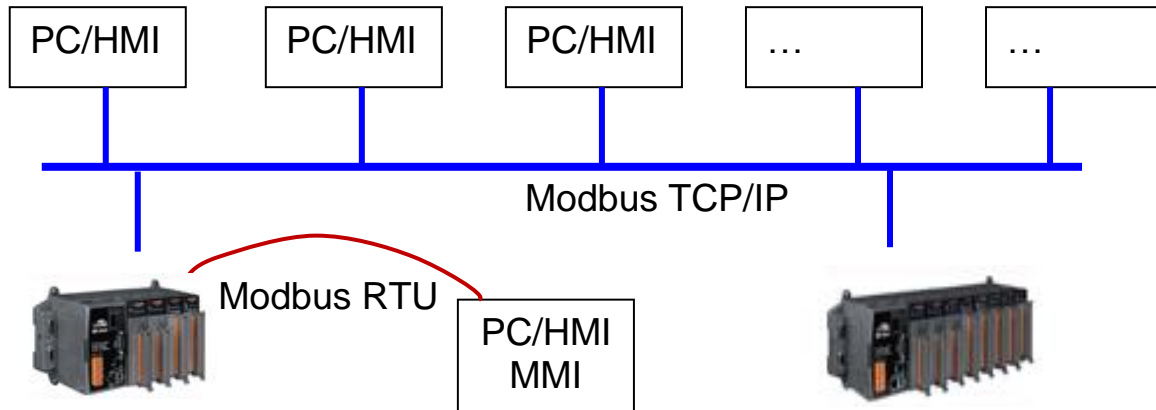 PC/HMI
PC/HMI
PC/HMI
…
…
Modbus TCP/IP
Modbus RTU
PC/HMI
MMI